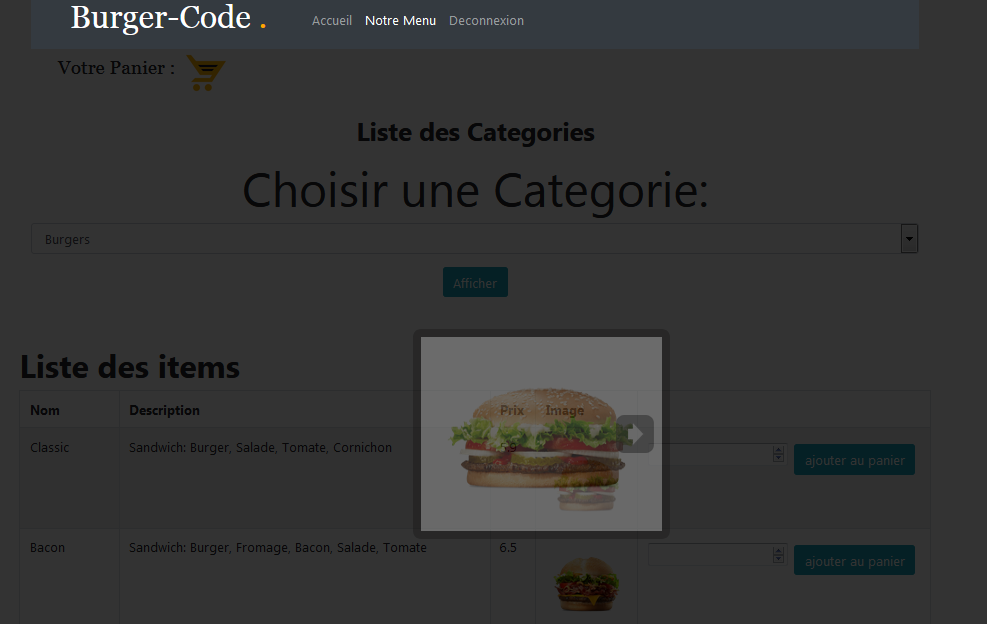 Burger-Code .
Accueil Notre Menu Deconnexion
Votre Panier :
Liste des Categories
Choisir une Categorie:
Burgers
Afficher
Liste des items
Nom Description Prix Image
Classic Sandwich: Burger, Salade, Tomate, Cornichon ajouter au panier
Bacon Sandwich: Burger, Fromage, Bacon, Salade, Tomate 6.5 ajouter au panier